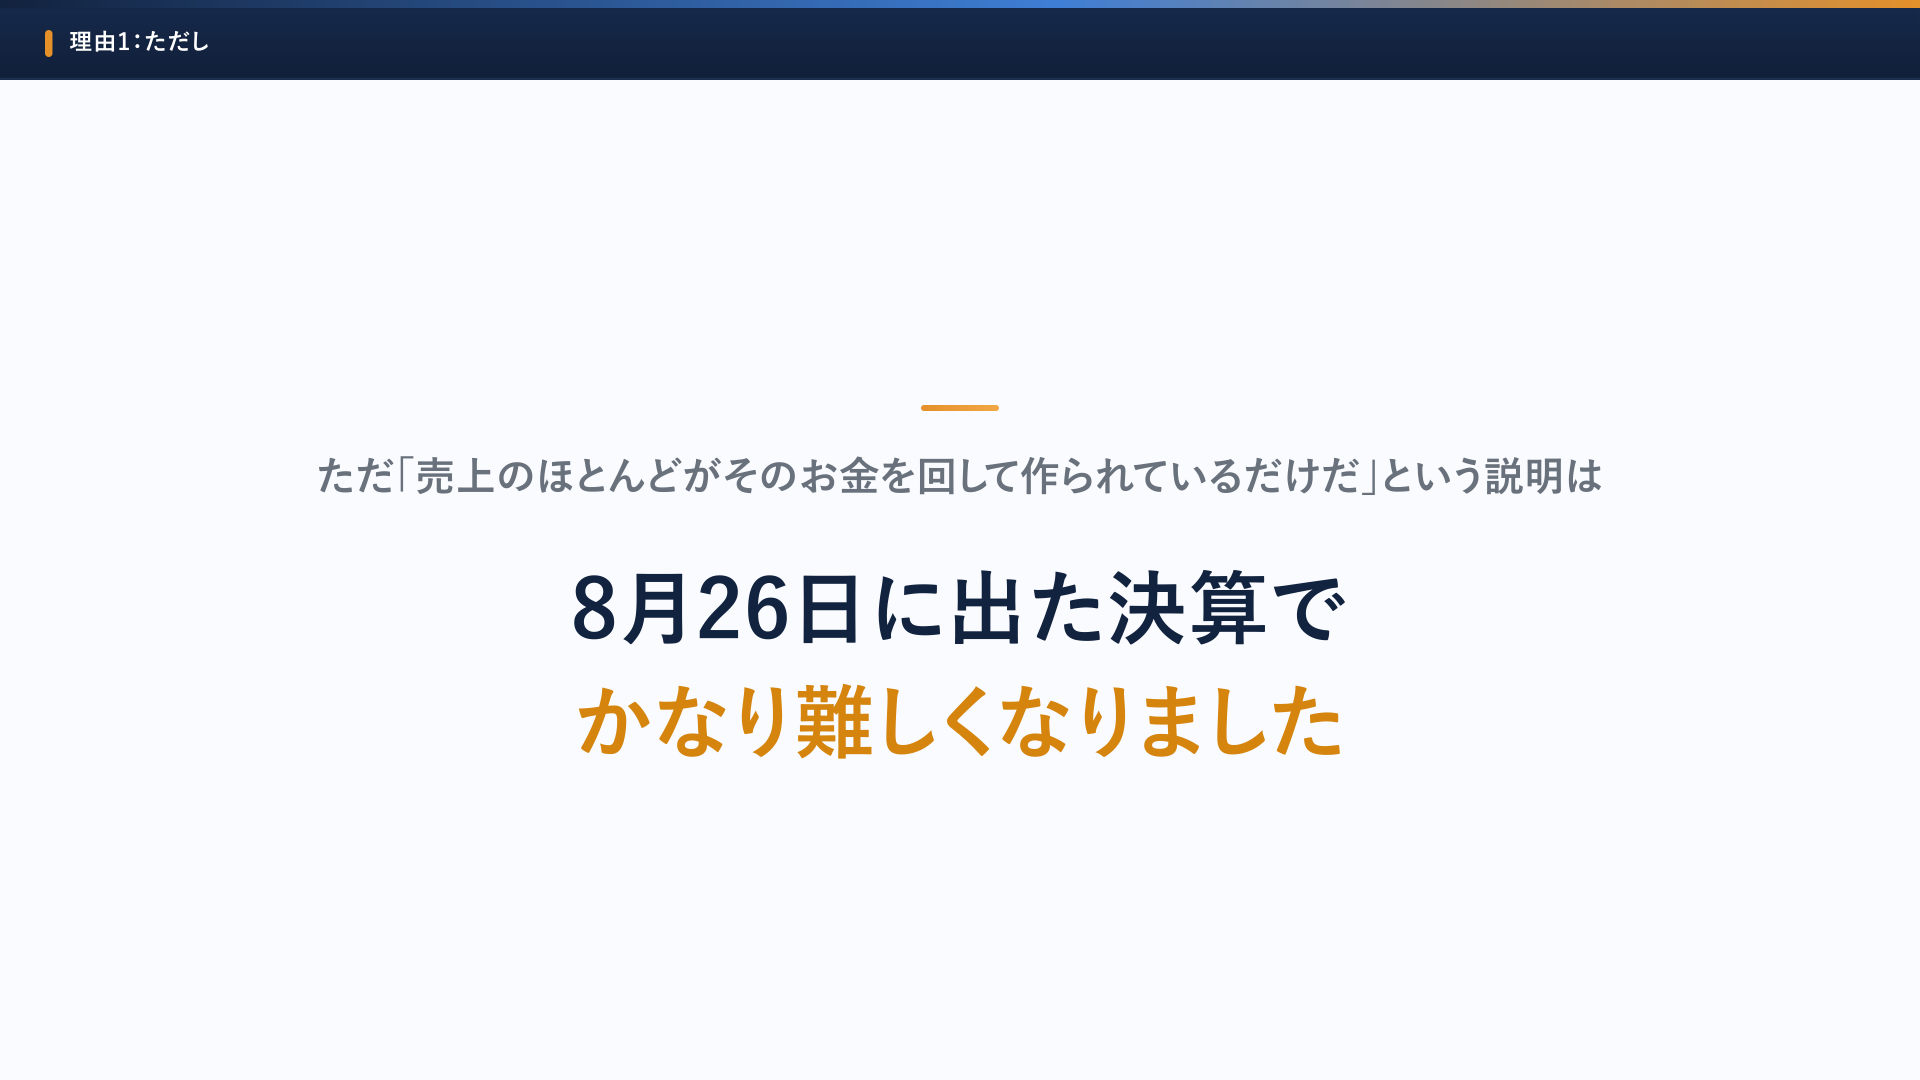 理由1：ただし
ただ「売上のほとんどがそのお金を回して作られているだけだ」という説明は
8月26日に出た決算で
かなり難しくなりました